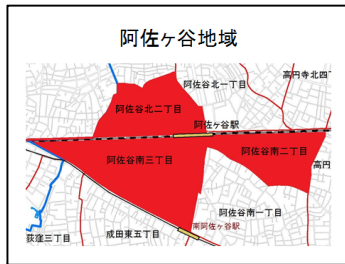 阿佐ヶ谷地域
高円寺北四
阿佐谷北一丁目
阿佐谷北二丁目
阿佐ヶ谷駅
阿佐谷南三丁目
阿佐谷南二丁目
高円
阿佐谷南一丁目
南阿佐ヶ谷駅
成田東五丁目
荻窪三丁目